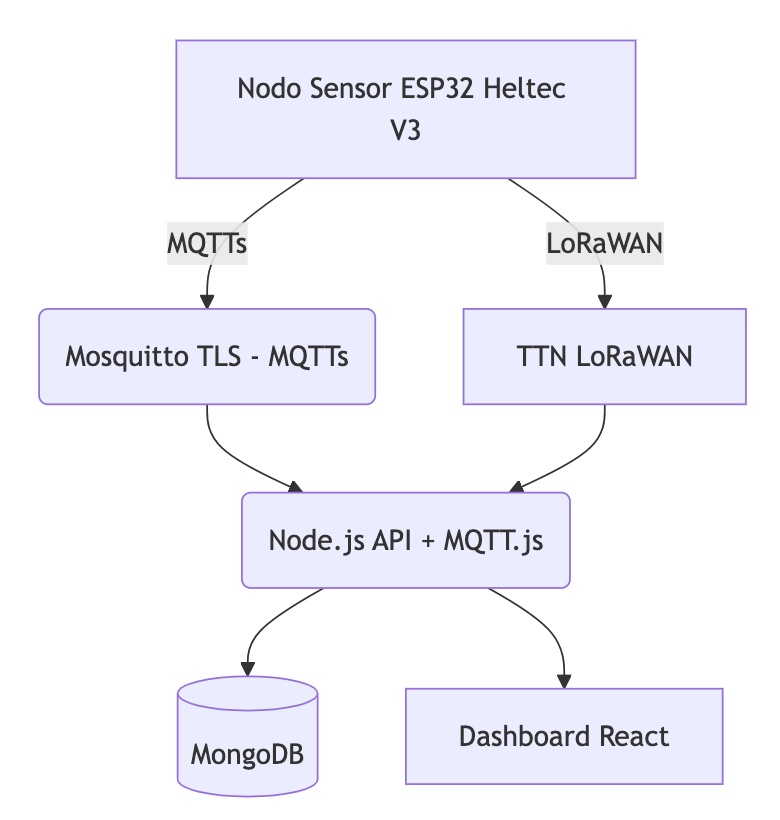 Nodo Sensor ESP32 Heltec
V3
MQTTs
LoRaWAN
Mosquitto TLS - MQTTs
TTN LoRaWAN
Node.js API + MQTT.js
MongoDB
Dashboard React